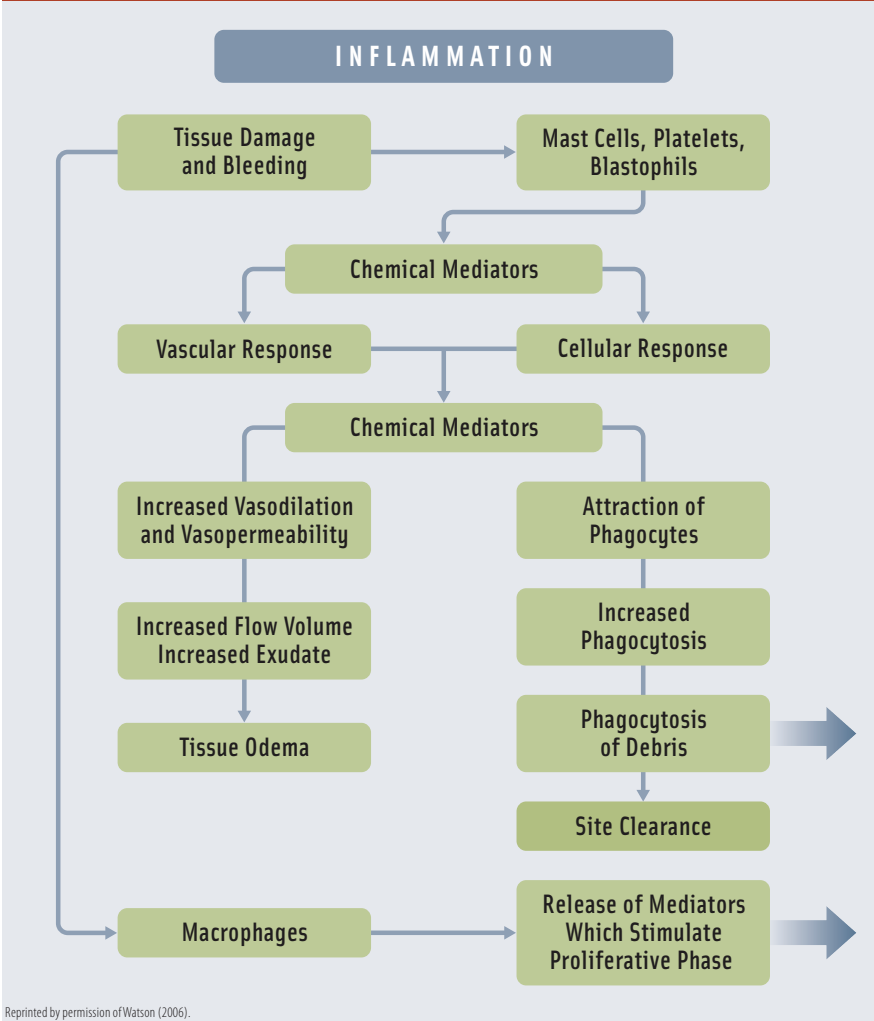 INFLAMMATION
Tissue Damage
and Bleeding
Mast Cells, Platelets,
Blastophils
Chemical Mediators
Vascular Response
Cellular Response
Chemical Mediators
Increased Vasodilation
and Vasopermeability
Attraction of
Phagocytes
Increased Flow Volume
Increased Exudate
Increased
Phagocytosis
Tissue Odema
Phagocytosis
of Debris
Site Clearance
Macrophages
Release of Mediators
Which Stimulate
Proliferative Phase
Reprinted by permission of Watson (2006).